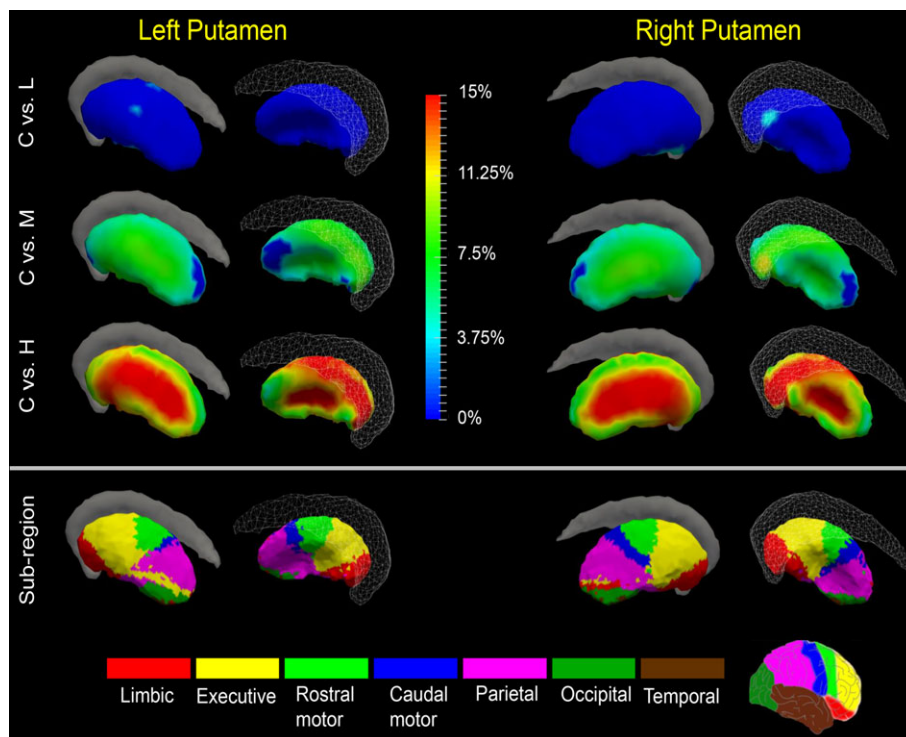 Left Putamen
Right Putamen
C vs. L
15%
11.25%
C vs. M
7.5%
3.75%
C vs. H
0%
Sub-region
Limbic
Executive
Rostral
motor
Caudal
motor
Parietal
Occipital
Temporal